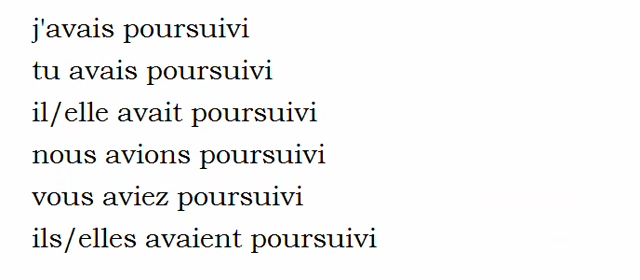 j'avais poursuivi
tu avais poursuivi
il/elle avait poursuivi
nous avions poursuivi
vous aviez poursuivi
ils/elles avaient poursuivi